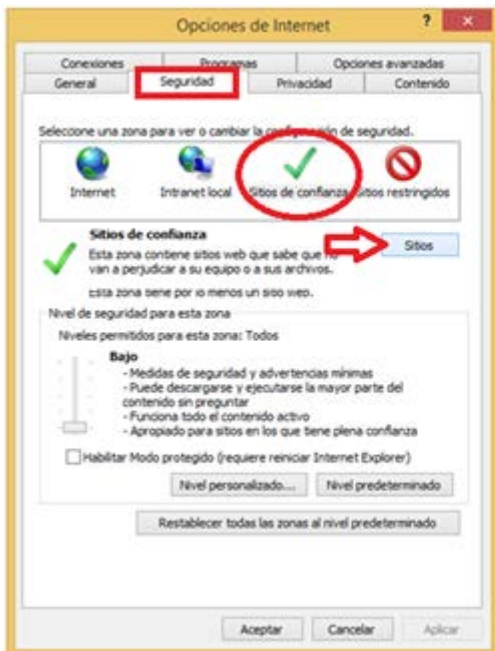 Opciones de Internet
?
Conexiones Programas Opciones avanzadas
General Seguridad Privacidad Contenido
Seleccione una zona para ver o cambiar la configuración de seguridad.
Internet Intranet local Sitios de confianza Sitios restringidos
Sitios de confianza
Sitios
Esta zona contiene sitios web que sabe que no
van a perjudicar a su equipo o a sus archivos.
Esta zona tiene por lo menos un sitio web.
Nivel de seguridad para esta zona
Niveles permitidos para esta zona: Todos
Bajo
- Medidas de seguridad y advertencias mínimas
- Puede descargarse y ejecutarse la mayor parte del
contenido sin preguntar
- Funciona todo el contenido activo
- Apropiado para sitios en los que tiene plena confianza
Habilitar Modo protegido (requiere reiniciar Internet Explorer)
Nivel personalizado... Nivel predeterminado
Restablecer todas las zonas al nivel predeterminado
Aceptar Cancelar Aplicar